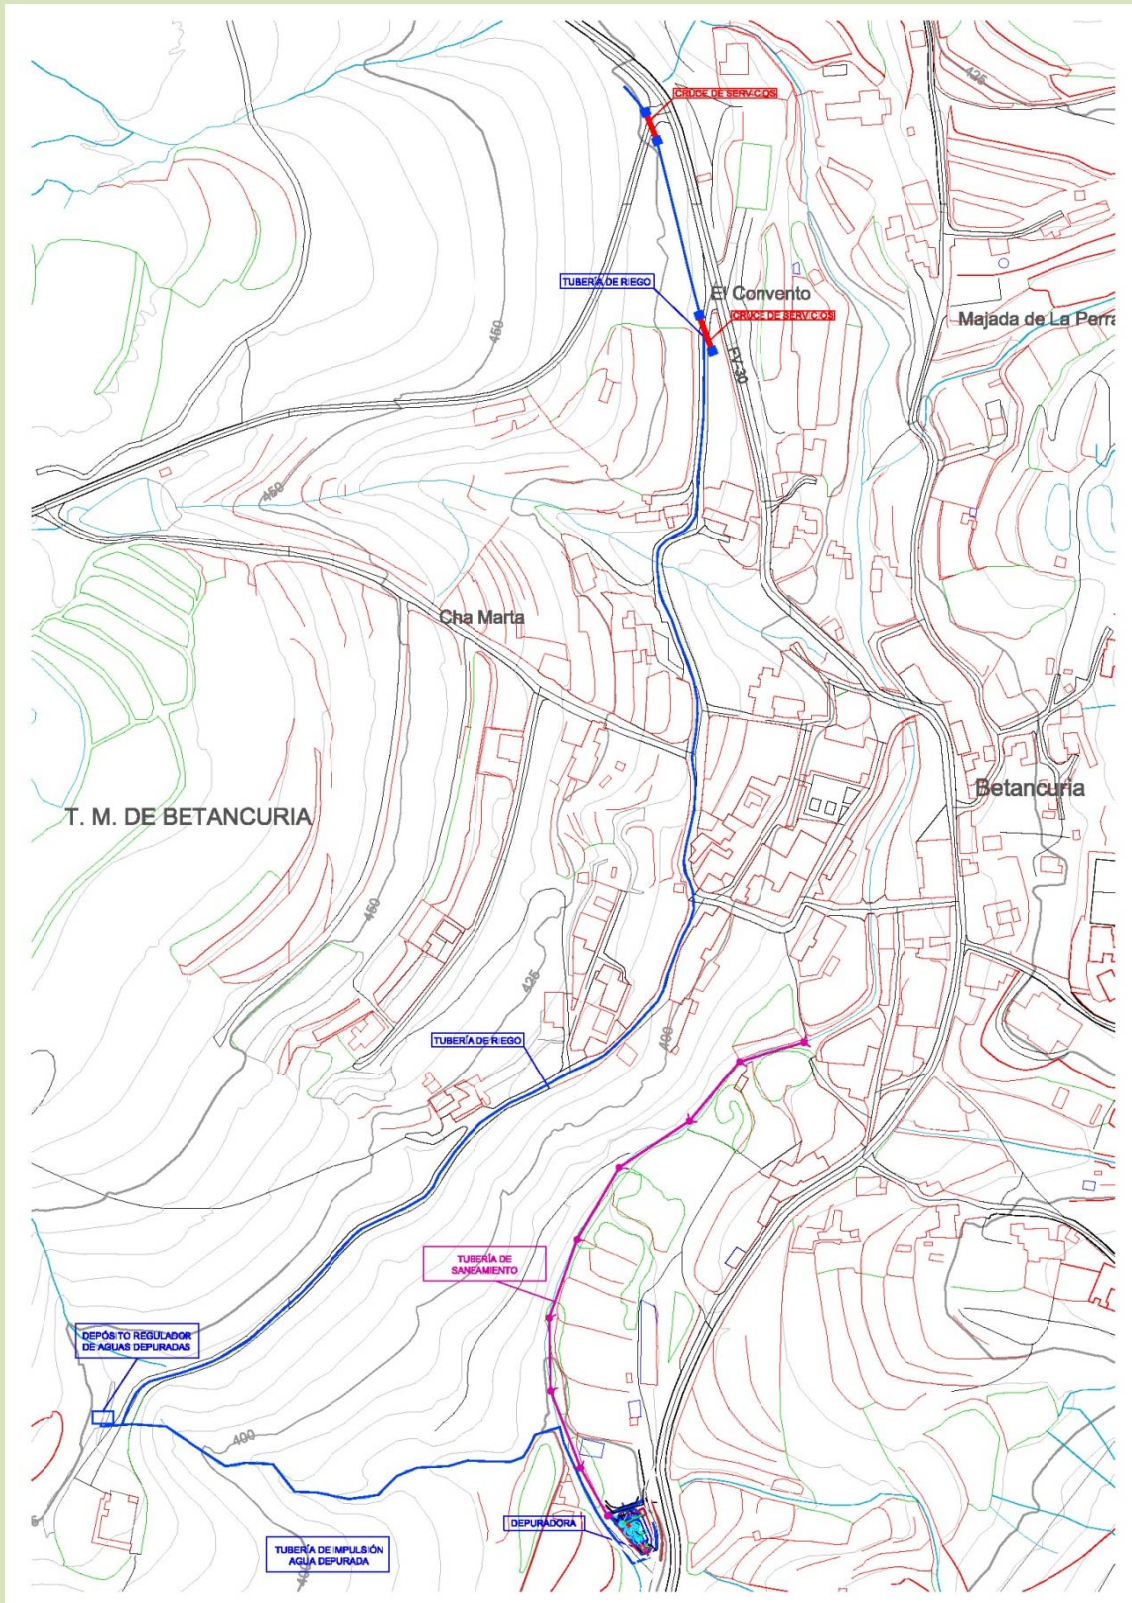 425
CRUCE DE SERVICIOS
TUBERÍA DE RIEGO
El Convento
CRUCE DE SERVICIOS
Majada de La Perra
450
FV-30
450
Cha Marta
T. M. DE BETANCURIA
Betancuria
450
425
400
TUBERÍA DE RIEGO
TUBERÍA DE
SANEAMIENTO
DEPÓSITO REGULADOR
DE AGUAS DEPURADAS
400
DEPURADORA
TUBERÍA DE IMPULSIÓN
AGUA DEPURADA